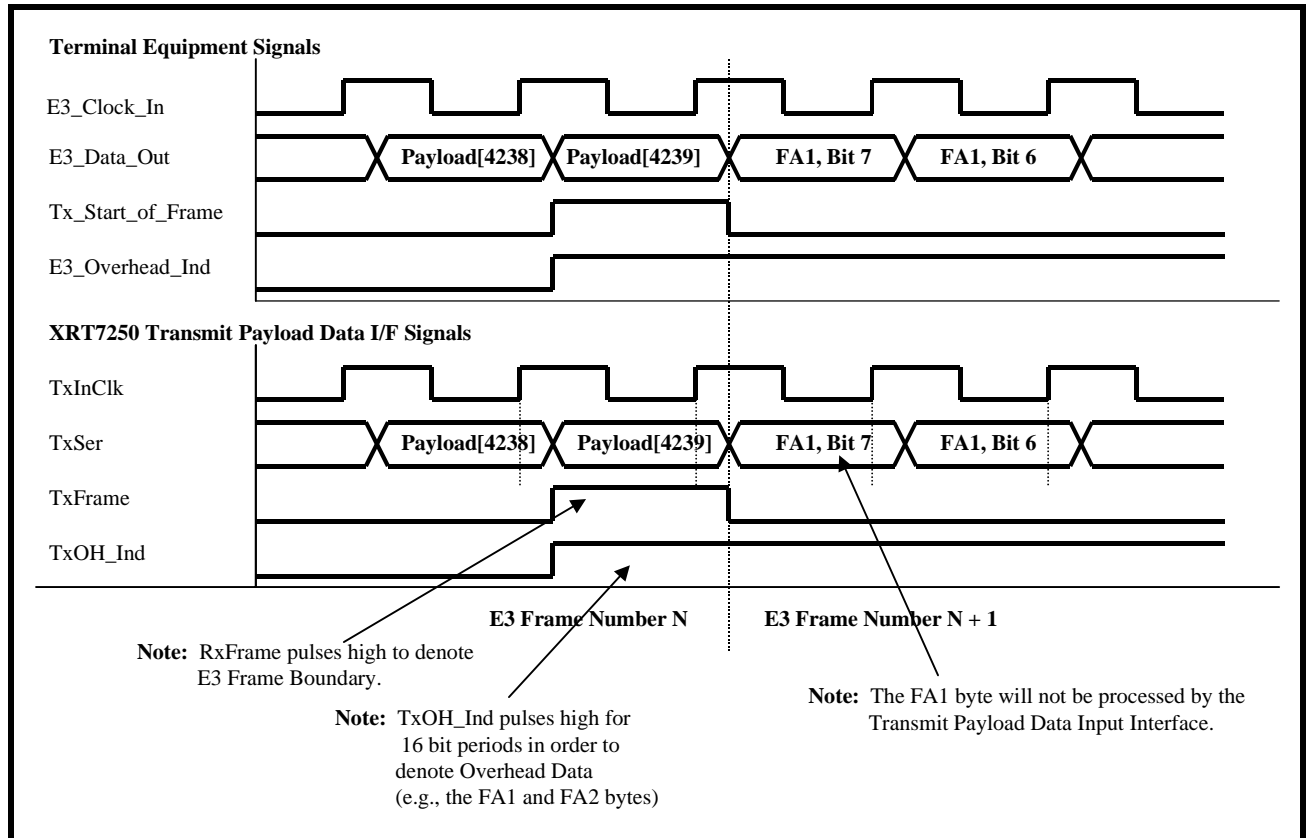 Terminal Equipment Signals
E3_Clock_In
E3_Data_Out
Payload[4238]
Payload[4239]
FA1, Bit 7
FA1, Bit 6
Tx_Start_of_Frame
E3_Overhead_Ind
XRT7250 Transmit Payload Data I/F Signals
TxInClk
TxSer
Payload[4238]
Payload[4239]
FA1, Bit 7
FA1, Bit 6
TxFrame
TxOH_Ind
E3 Frame Number N
E3 Frame Number N + 1
Note: RxFrame pulses high to denote
E3 Frame Boundary.
Note: The FA1 byte will not be processed by the
Transmit Payload Data Input Interface.
Note: TxOH_Ind pulses high for
16 bit periods in order to
denote Overhead Data
(e.g., the FA1 and FA2 bytes)